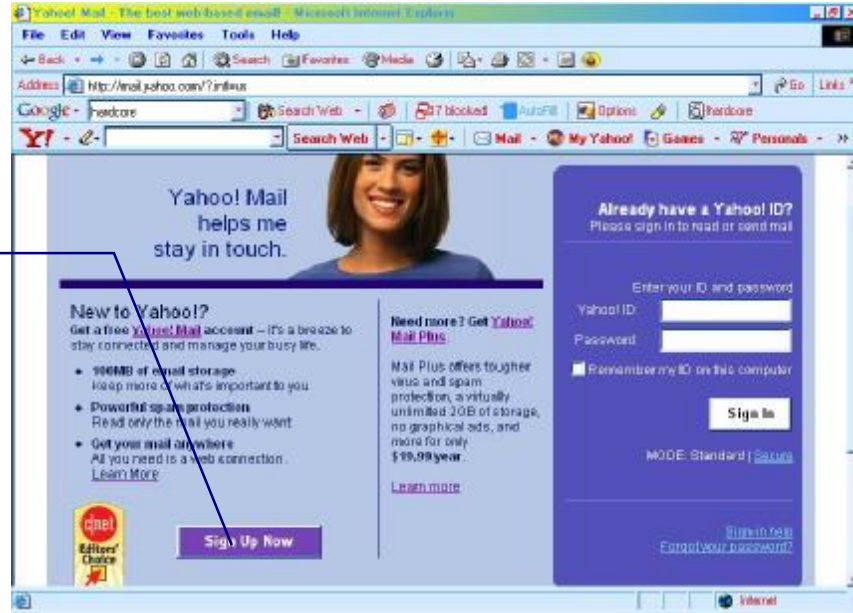 Yahoo! Mail - The best web-based email! - Microsoft Internet Explorer
File Edit View Favorites Tools Help
Back Search Favorites Media
Address http://mail.yahoo.com/?.intl=us Go Links
Google hardcore Search Web 17 blocked AutoFill Options hardcore
Y! Search Web Mail My Yahoo! Games Personals
Yahoo! Mail
helps me
stay in touch.
New to Yahoo!?
Get a free Yahoo! Mail account – it's a breeze to
stay connected and manage your busy life.
• 100MB of email storage
Keep more of what's important to you
• Powerful spam protection
Read only the mail you really want
• Get your mail anywhere
All you need is a web connection.
Learn More
cnet
Editors'
Choice
Sign Up Now
Need more? Get Yahoo!
Mail Plus.
Mail Plus offers tougher
virus and spam
protection, a virtually
unlimited 2GB of storage,
no graphical ads, and
more for only
$19.99/year.
Learn more
Already have a Yahoo! ID?
Please sign in to read or send mail
Enter your ID and password
Yahoo! ID:
Password:
Remember my ID on this computer
Sign In
MODE: Standard | Secure
Sign-in help
Forgot your password?
Internet